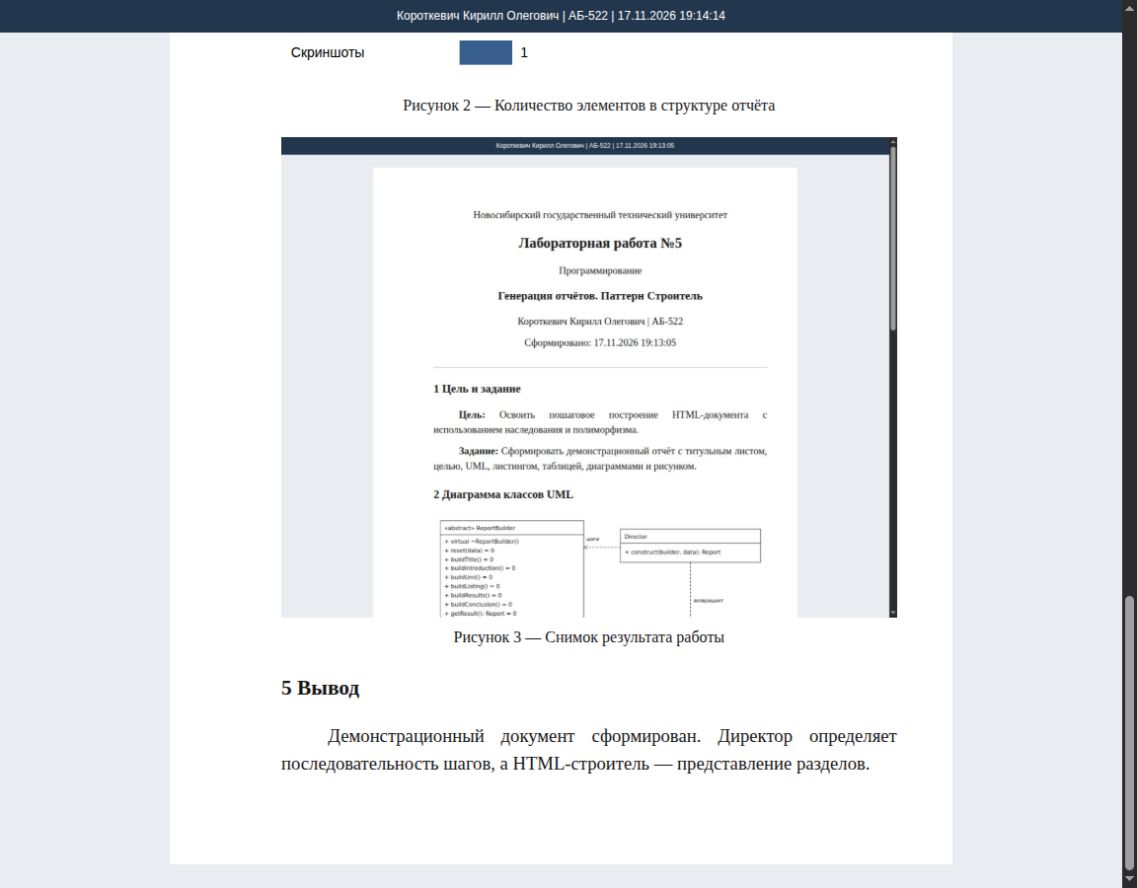 Короткевич Кирилл Олегович | АБ-522 | 17.11.2026 19:14:14
Скриншоты 1
Рисунок 2 — Количество элементов в структуре отчёта
Короткевич Кирилл Олегович | АБ-522 | 17.11.2026 19:13:05
Новосибирский государственный технический университет
Лабораторная работа №5
Программирование
Генерация отчётов. Паттерн Строитель
Короткевич Кирилл Олегович | АБ-522
Сформировано: 17.11.2026 19:13:05
1 Цель и задание
Цель: Освоить пошаговое построение HTML-документа с
использованием наследования и полиморфизма.
Задание: Сформировать демонстрационный отчёт с титульным листом,
целью, UML, листингом, таблицей, диаграммами и рисунком.
2 Диаграмма классов UML
«abstract» ReportBuilder
+ virtual ~ReportBuilder()
+ reset(data) = 0
+ buildTitle() = 0
+ buildIntroduction() = 0
+ buildUml() = 0
+ buildListing() = 0
+ buildResults() = 0
+ buildConclusion() = 0
+ getResult(): Report = 0
шаги
Director
+ construct(builder, data): Report
возвращает
Рисунок 3 — Снимок результата работы
5 Вывод
Демонстрационный документ сформирован. Директор определяет
последовательность шагов, а HTML-строитель — представление разделов.